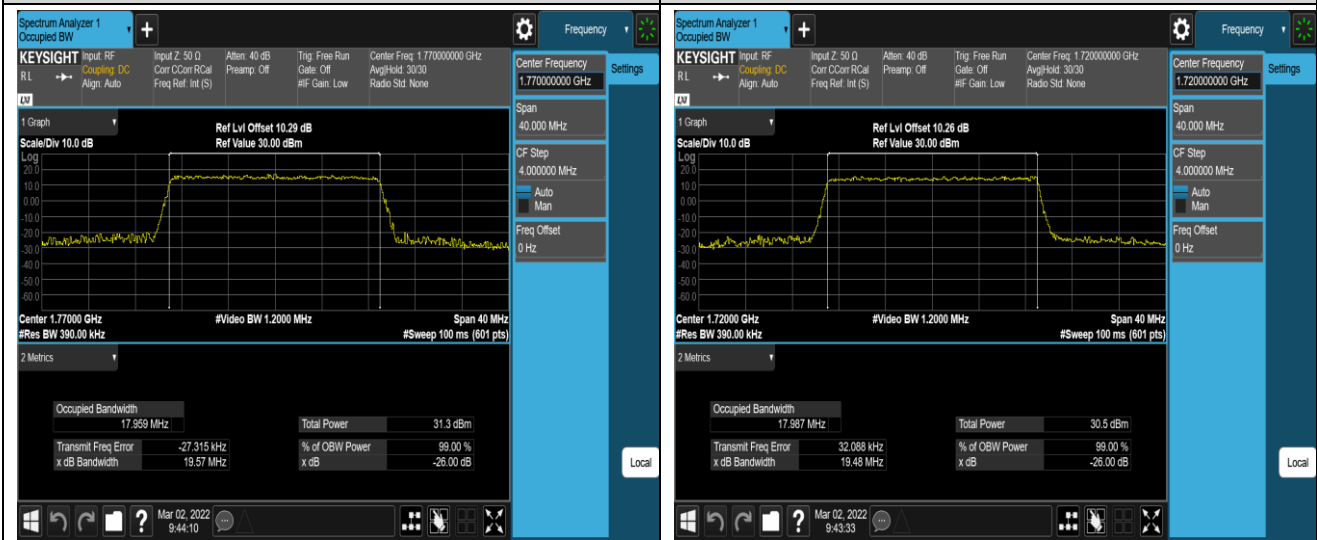 Spectrum Analyzer 1
Occupied BW
+
Frequency
KEYSIGHT
Input: RF
Coupling: DC
Align: Auto
Input Z: 50 Ω
Corr CCorr RCal
Freq Ref: Int (S)
Atten: 40 dB
Preamp: Off
Trig: Free Run
Gate: Off
#IF Gain: Low
Center Freq: 1.770000000 GHz
Avg|Hold: 30/30
Radio Std: None
RL
LXI
Center Frequency
1.770000000 GHz
Settings
Span
40.000 MHz
CF Step
4.000000 MHz
Auto
Man
Freq Offset
0 Hz
Local
1 Graph
Scale/Div 10.0 dB
Ref Lvl Offset 10.29 dB
Ref Value 30.00 dBm
Log
20.0
10.0
0.00
-10.0
-20.0
-30.0
-40.0
-50.0
-60.0
Center 1.77000 GHz
#Video BW 1.2000 MHz
Span 40 MHz
#Res BW 390.00 kHz
#Sweep 100 ms (601 pts)
2 Metrics
Occupied Bandwidth
17.959 MHz
Total Power 31.3 dBm
Transmit Freq Error -27.315 kHz
% of OBW Power 99.00 %
x dB Bandwidth 19.57 MHz
x dB -26.00 dB
?
Mar 02, 2022
9:44:10
Spectrum Analyzer 1
Occupied BW
+
Frequency
KEYSIGHT
Input: RF
Coupling: DC
Align: Auto
Input Z: 50 Ω
Corr CCorr RCal
Freq Ref: Int (S)
Atten: 40 dB
Preamp: Off
Trig: Free Run
Gate: Off
#IF Gain: Low
Center Freq: 1.720000000 GHz
Avg|Hold: 30/30
Radio Std: None
RL
LXI
Center Frequency
1.720000000 GHz
Settings
Span
40.000 MHz
CF Step
4.000000 MHz
Auto
Man
Freq Offset
0 Hz
Local
1 Graph
Scale/Div 10.0 dB
Ref Lvl Offset 10.26 dB
Ref Value 30.00 dBm
Log
20.0
10.0
0.00
-10.0
-20.0
-30.0
-40.0
-50.0
-60.0
Center 1.72000 GHz
#Video BW 1.2000 MHz
Span 40 MHz
#Res BW 390.00 kHz
#Sweep 100 ms (601 pts)
2 Metrics
Occupied Bandwidth
17.987 MHz
Total Power 30.5 dBm
Transmit Freq Error 32.088 kHz
% of OBW Power 99.00 %
x dB Bandwidth 19.48 MHz
x dB -26.00 dB
?
Mar 02, 2022
9:43:33